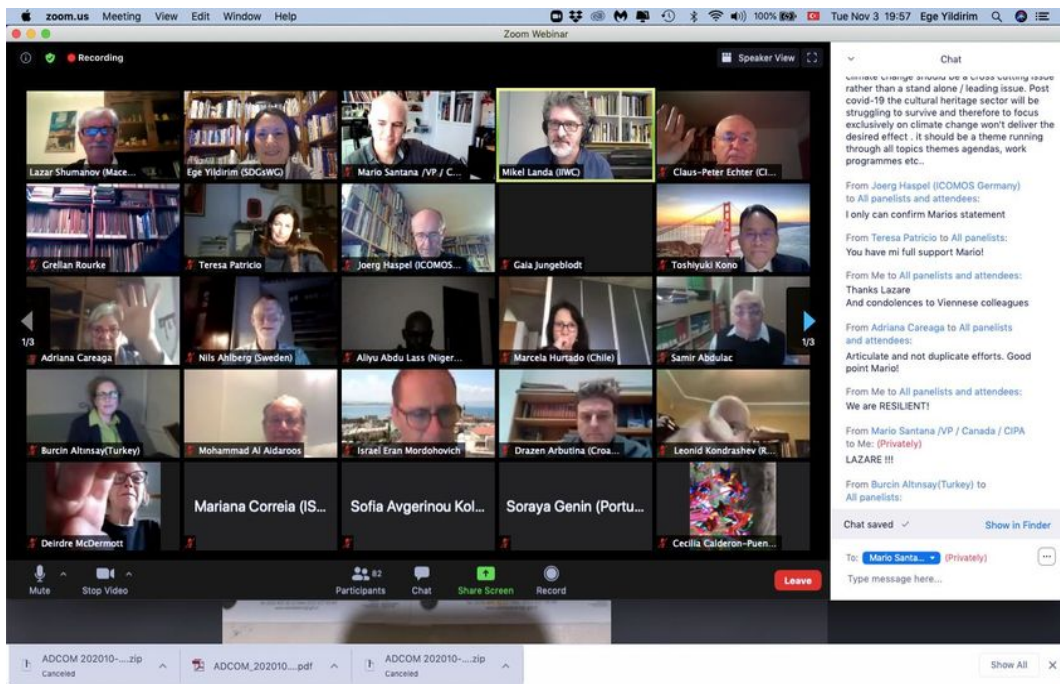 zoom.us Meeting View Edit Window Help 100% Tue Nov 3 19:57 Ege Yildirim
Zoom Webinar
Recording
Speaker View
Chat
Lazar Shumanov (Mace...
Ege Yildirim (SDGsWG)
Mario Santana /VP / C...
Mikel Landa (IIWC)
Claus-Peter Echter (CI...
Grellan Rourke
Teresa Patricio
Joerg Haspel (ICOMOS...
Gaia Jungeblodt
Toshiyuki Kono
1/3
1/3
Adriana Careaga
Nils Ahlberg (Sweden)
Aliyu Abdu Lass (Niger...
Marcela Hurtado (Chile)
Samir Abdulac
Burcin Altınsay(Turkey)
Mohammad Al Aidaroos
Israel Eran Mordohovich
Drazen Arbutina (Croa...
Leonid Kondrashev (R...
Deirdre McDermott
Mariana Correia (IS...
Sofia Avgerinou Kol...
Soraya Genin (Portu...
Cecilia Calderon-Puen...
Mute
Stop Video
Participants 82
Chat
Share Screen
Record
Leave
climate change should be a cross cutting issue
rather than a stand alone / leading issue. Post
covid-19 the cultural heritage sector will be
struggling to survive and therefore to focus
exclusively on climate change won't deliver the
desired effect . it should be a theme running
through all topics themes agendas, work
programmes etc..
From Joerg Haspel (ICOMOS Germany)
to All panelists and attendees:
I only can confirm Marios statement
From Teresa Patricio to All panelists:
You have mi full support Mario!
From Me to All panelists and attendees:
Thanks Lazare
And condolences to Viennese colleagues
From Adriana Careaga to All panelists
and attendees:
Articulate and not duplicate efforts. Good
point Mario!
From Me to All panelists and attendees:
We are RESILIENT!
From Mario Santana /VP / Canada / CIPA
to Me: (Privately)
LAZARE !!!
From Burcin Altınsay(Turkey) to
All panelists:
Chat saved
Show in Finder
To: Mario Santa... (Privately)
Type message here...
ADCOM 202010-....zip
Canceled
ADCOM_202010....pdf
ADCOM 202010-....zip
Canceled
Show All